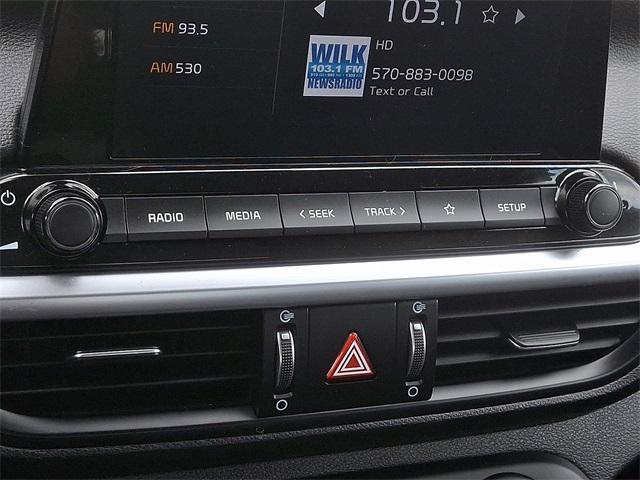 103.1
FM 93.5
HD
AM 530
WILK
103.1 FM
NEWSRADIO
570-883-0098
Text or Call
RADIO
MEDIA
< SEEK
TRACK >
SETUP